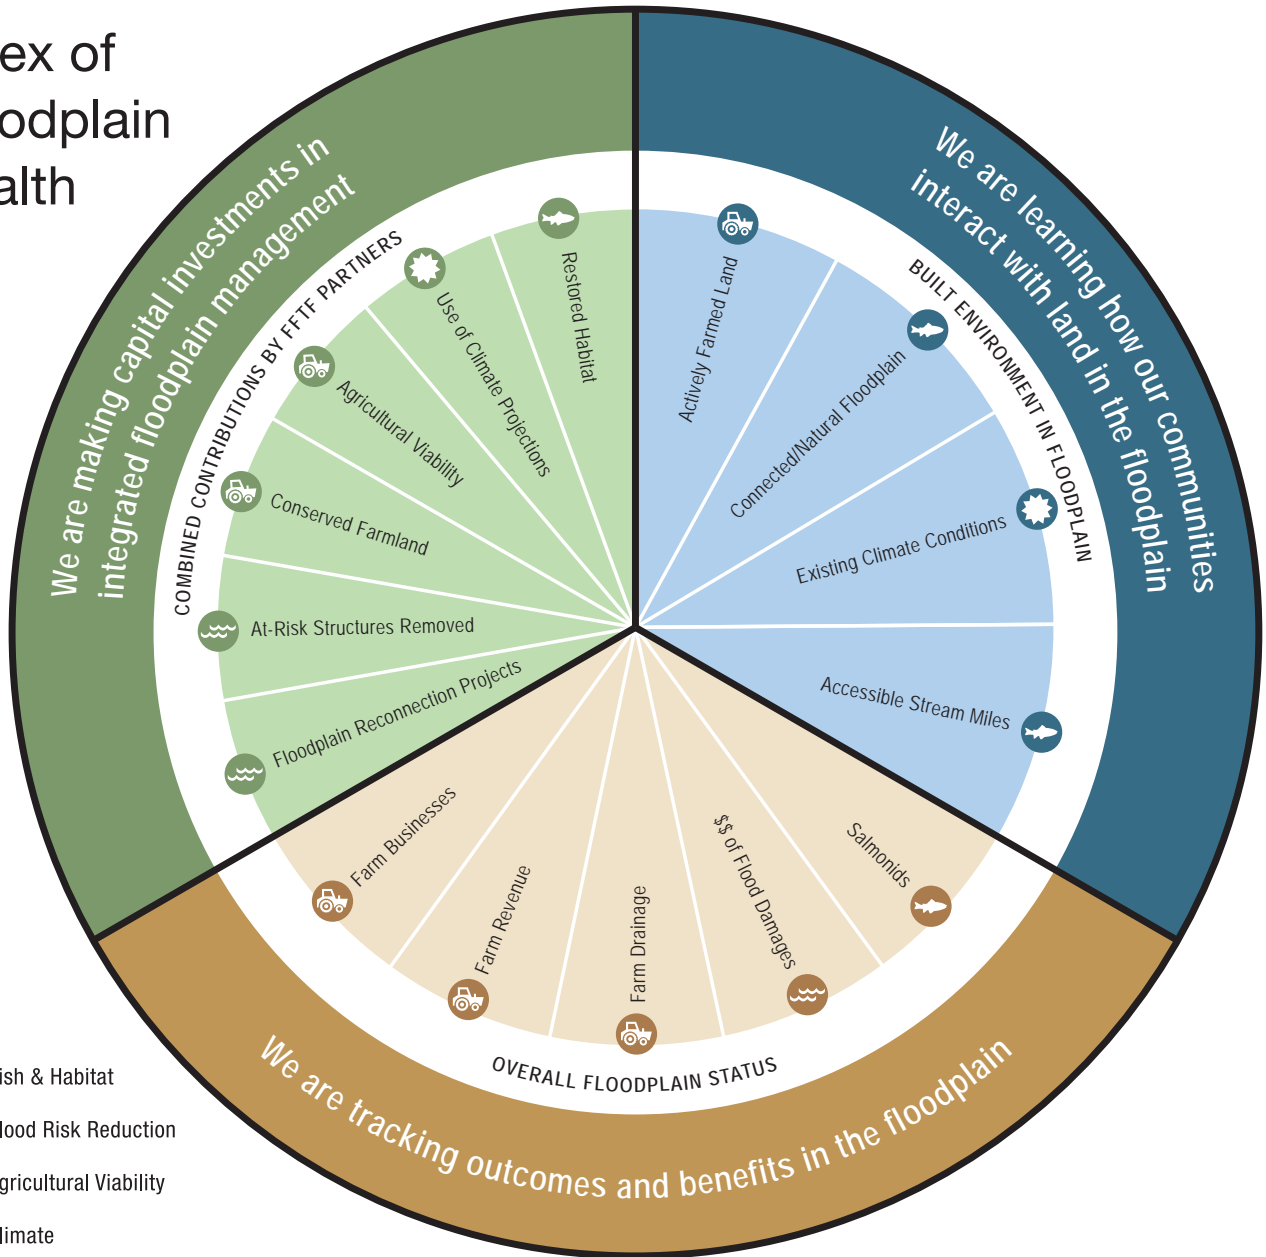 ex of
odplain
alth
We are making capital investments in
integrated floodplain management
COMBINED CONTRIBUTIONS BY FFTF PARTNERS
Restored Habitat
Use of Climate Projections
Agricultural Viability
Conserved Farmland
At-Risk Structures Removed
Floodplain Reconnection Projects
We are learning how our communities
interact with land in the floodplain
BUILT ENVIRONMENT IN FLOODPLAIN
Actively Farmed Land
Connected/Natural Floodplain
Existing Climate Conditions
Accessible Stream Miles
Farm Businesses
Farm Revenue
Farm Drainage
$$ of Flood Damages
Salmonids
OVERALL FLOODPLAIN STATUS
We are tracking outcomes and benefits in the floodplain
ish & Habitat
lood Risk Reduction
gricultural Viability
limate